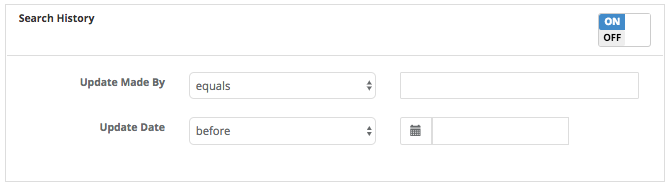 Search History
ON
OFF
Update Made By equals
Update Date before